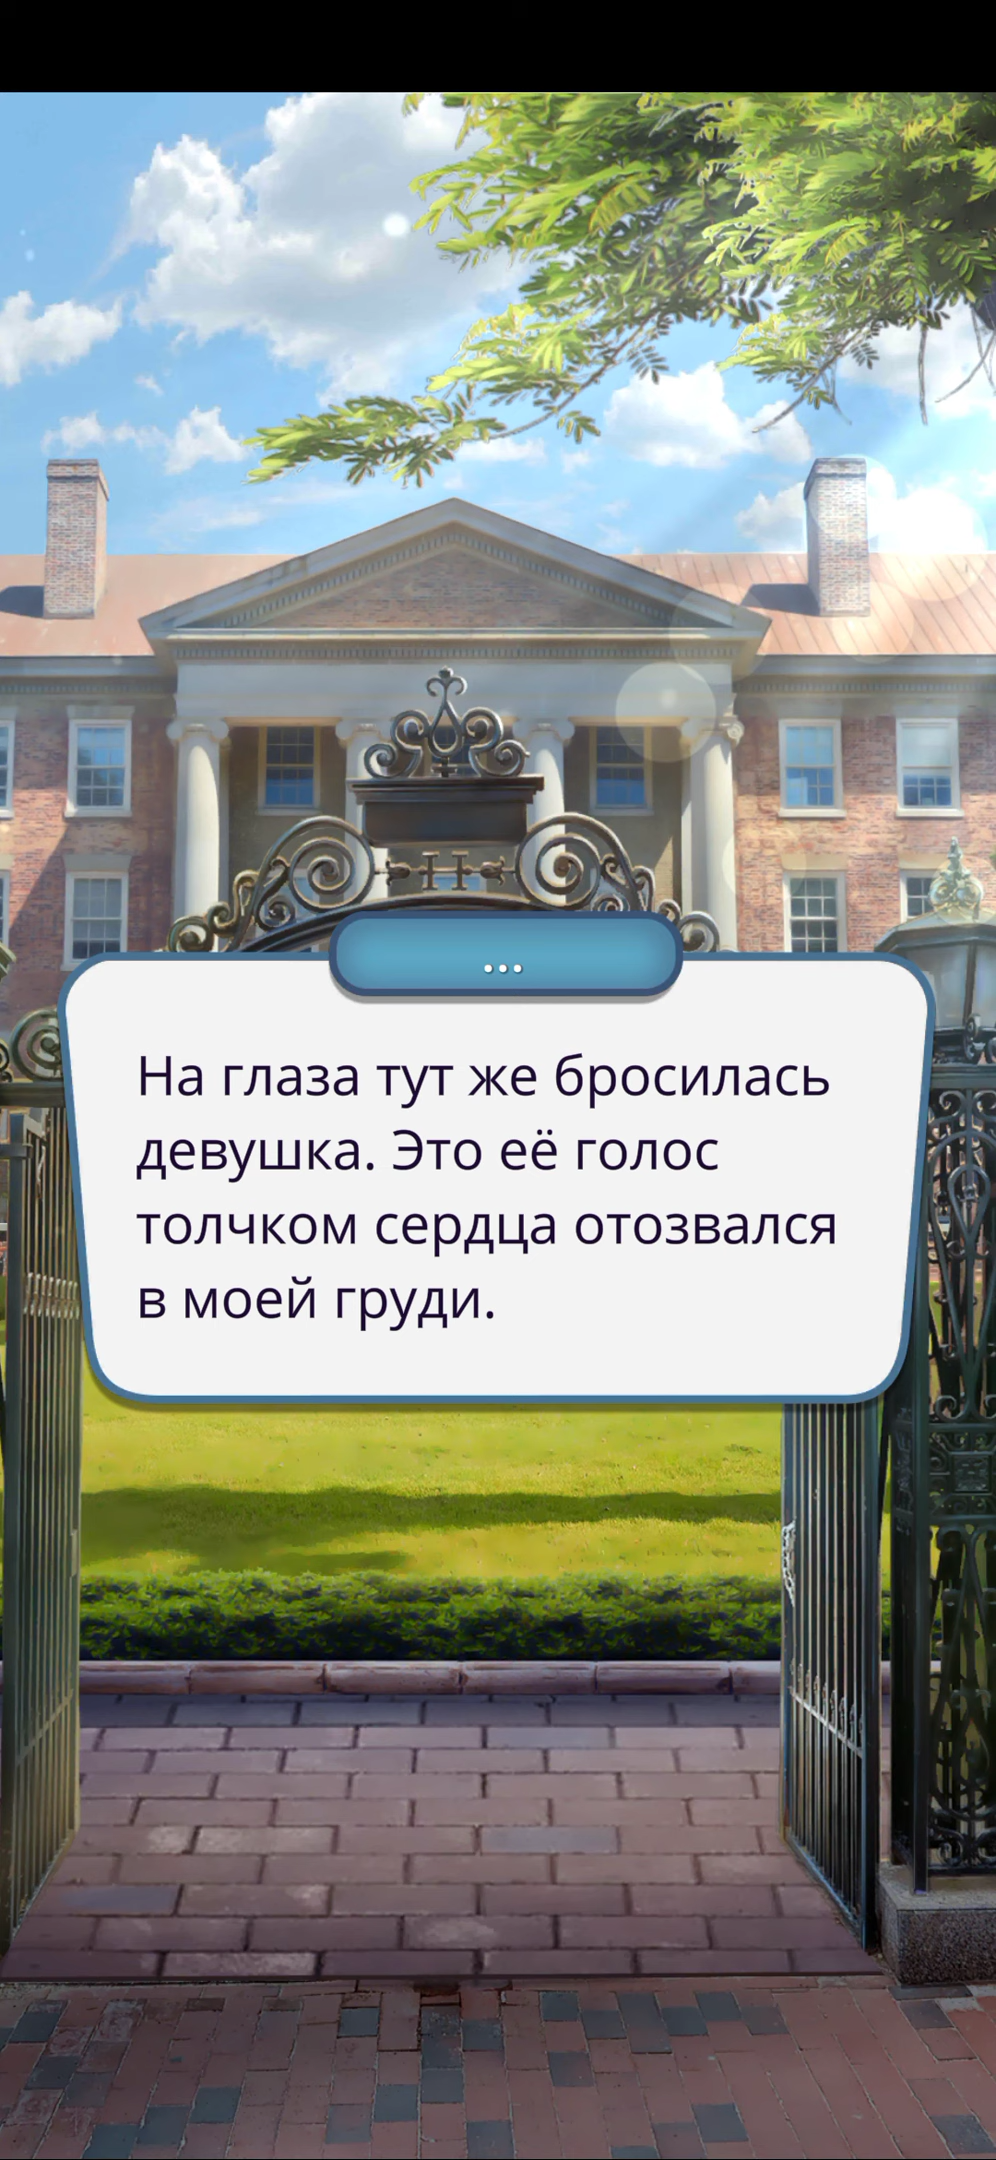 ...
На глаза тут же бросилась
девушка. Это её голос
толчком сердца отозвался
в моей груди.